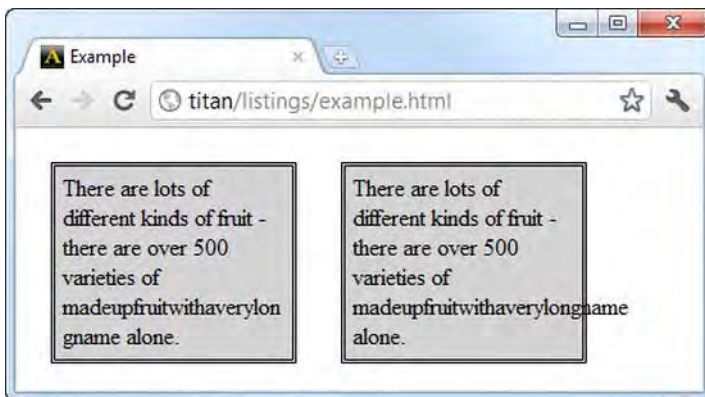 Example
titan/listings/example.html
There are lots of
different kinds of fruit -
there are over 500
varieties of
madeupfruitwithaverylon
gname alone.
There are lots of
different kinds of fruit -
there are over 500
varieties of
madeupfruitwithaverylongname
alone.